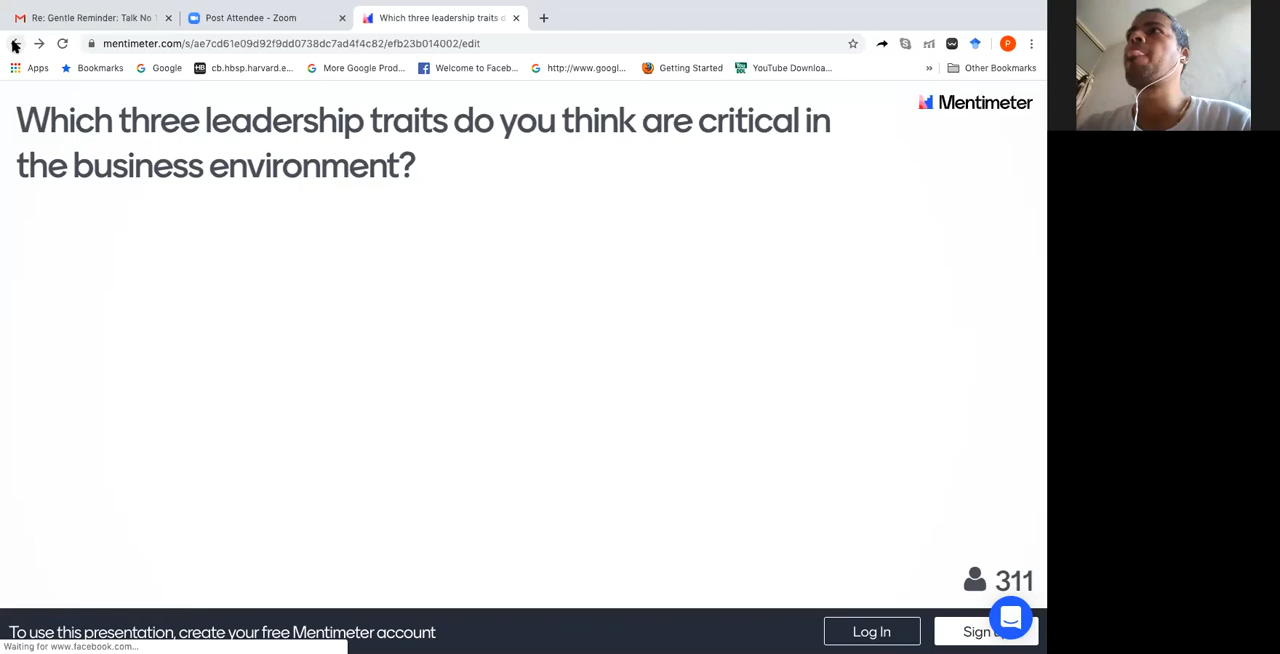 Re: Gentle Reminder: Talk No
Post Attendee - Zoom
Which three leadership traits d
mentimeter.com/s/ae7cd61e09d92f9dd0738dc7ad4f4c82/efb23b014002/edit
P
Apps
Bookmarks
Google
HB
cb.hbsp.harvard.e...
More Google Prod...
Welcome to Faceb...
http://www.googl...
Getting Started
YouTube Downloa...
»
Other Bookmarks
Which three leadership traits do you think are critical in
the business environment?
Mentimeter
311
To use this presentation, create your free Mentimeter account
Log In
Sign
Waiting for www.facebook.com...